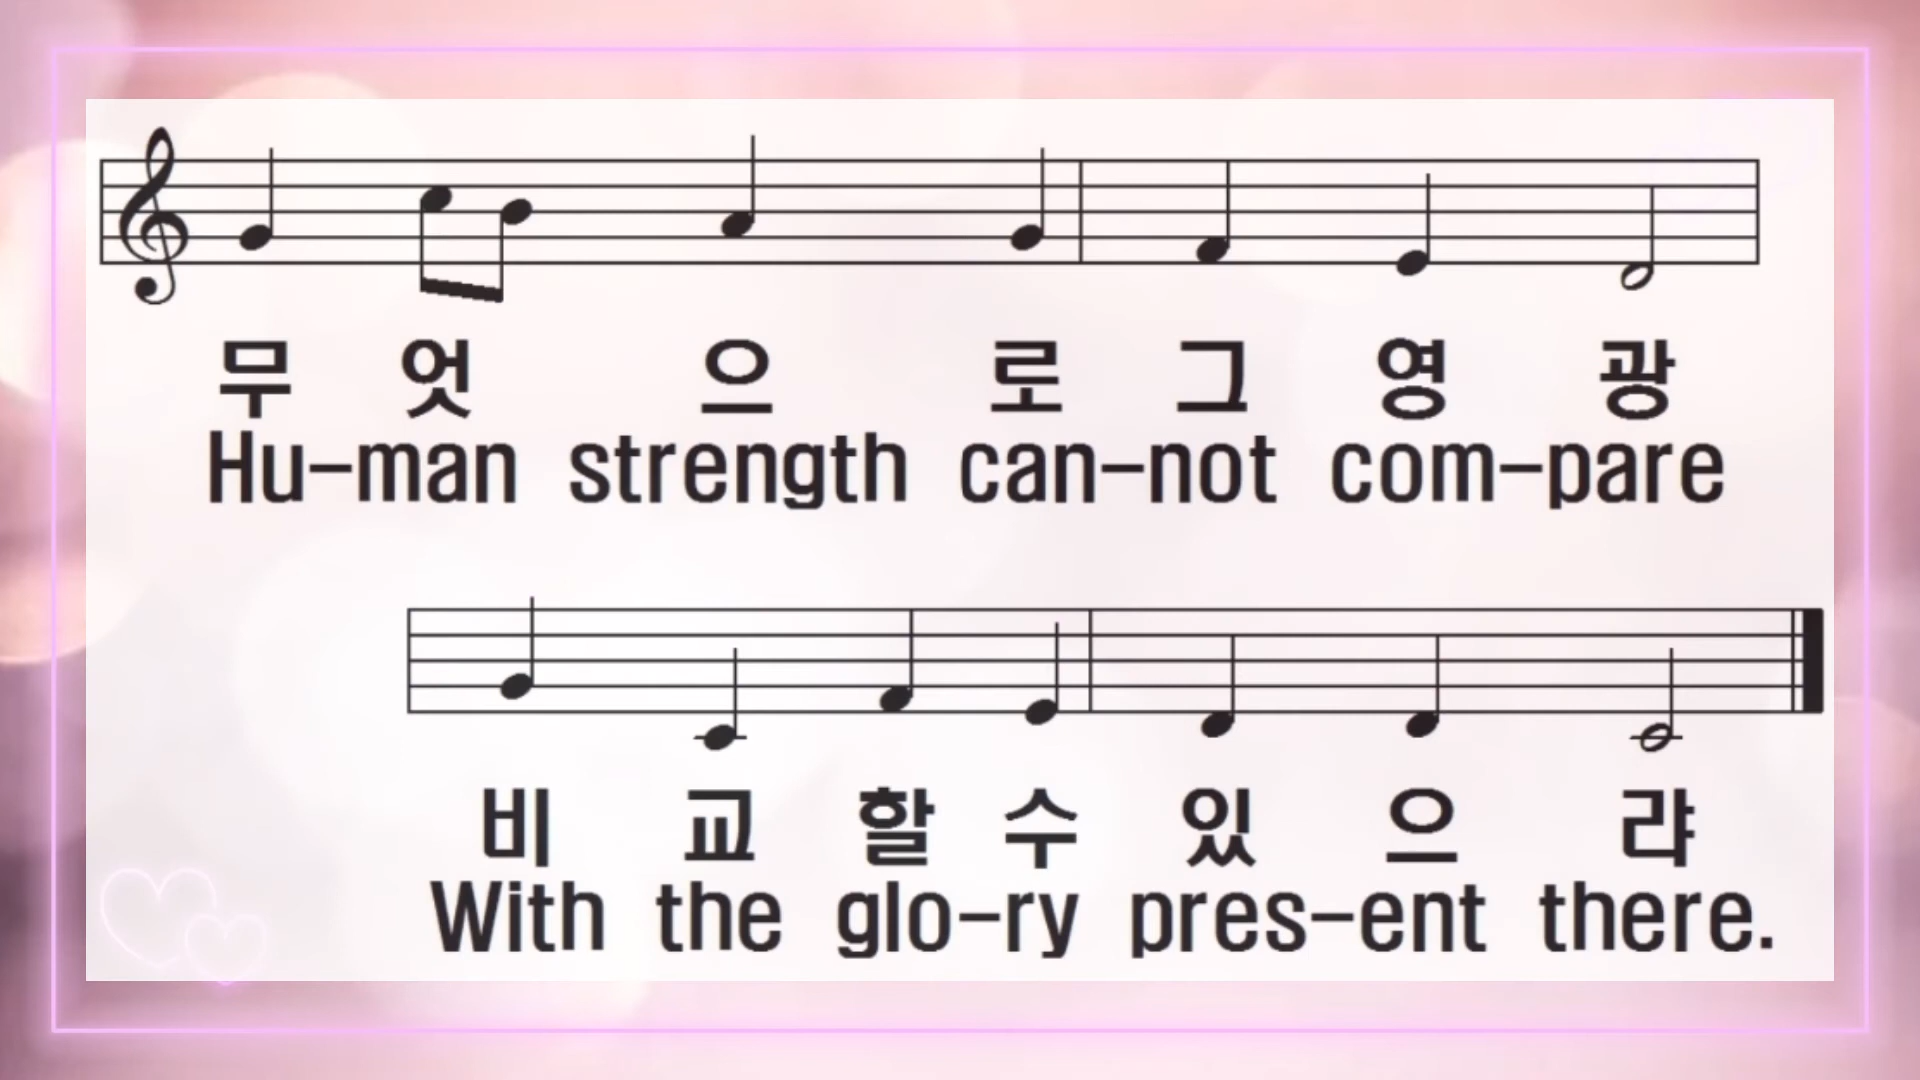 무 엇 으 로 그 영 광
Hu-man strength can-not com-pare
비 교 할 수 있 으 랴
With the glo-ry pres-ent there.